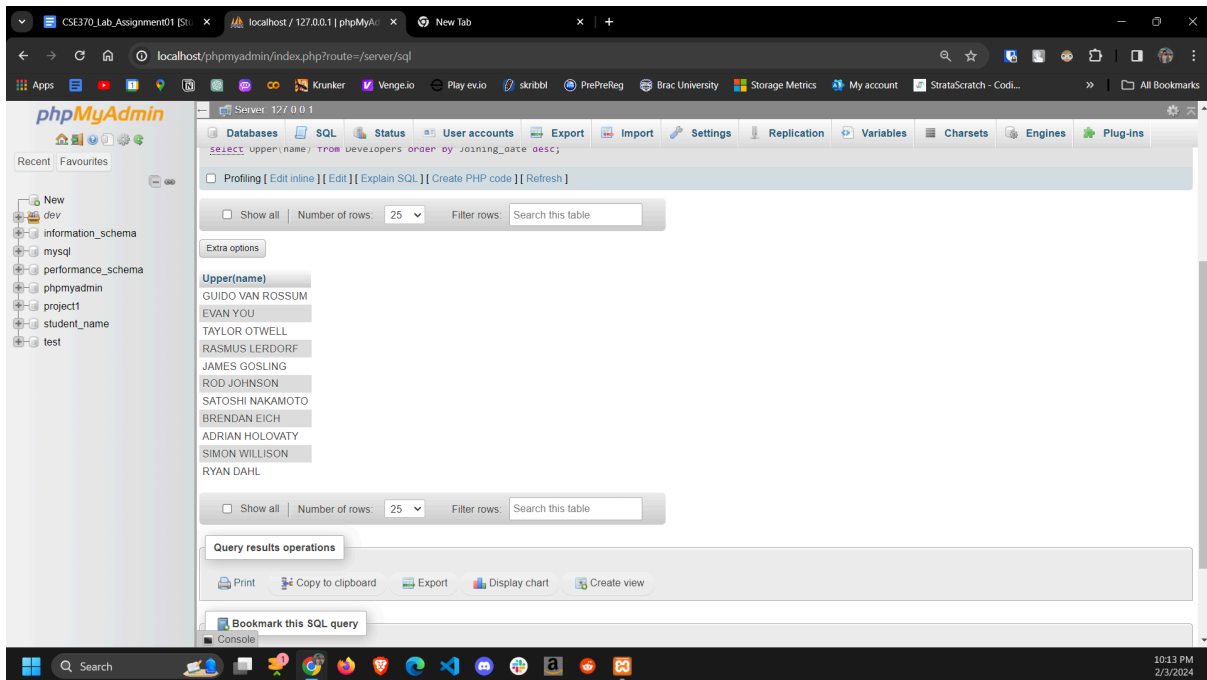 CSE370_Lab_Assignment01 [Stu
localhost / 127.0.0.1 | phpMyAd
New Tab
localhost/phpmyadmin/index.php?route=/server/sql
Apps
Krunker
Venge.io
Play ev.io
skribbl
PrePreReg
Brac University
Storage Metrics
My account
StrataScratch - Codi...
»
All Bookmarks
phpMyAdmin
Recent
Favourites
New
dev
information_schema
mysql
performance_schema
phpmyadmin
project1
student_name
test
Server: 127.0.0.1
Databases
SQL
Status
User accounts
Export
Import
Settings
Replication
Variables
Charsets
Engines
Plug-ins
select Upper(name) from Developers order by Joining_date desc;
Profiling [ Edit inline ] [ Edit ] [ Explain SQL ] [ Create PHP code ] [ Refresh ]
Show all | Number of rows: 25 Filter rows: Search this table
Extra options
Upper(name)
GUIDO VAN ROSSUM
EVAN YOU
TAYLOR OTWELL
RASMUS LERDORF
JAMES GOSLING
ROD JOHNSON
SATOSHI NAKAMOTO
BRENDAN EICH
ADRIAN HOLOVATY
SIMON WILLISON
RYAN DAHL
Show all | Number of rows: 25 Filter rows: Search this table
Query results operations
Print
Copy to clipboard
Export
Display chart
Create view
Bookmark this SQL query
Console
Search
1
10:13 PM
2/3/2024